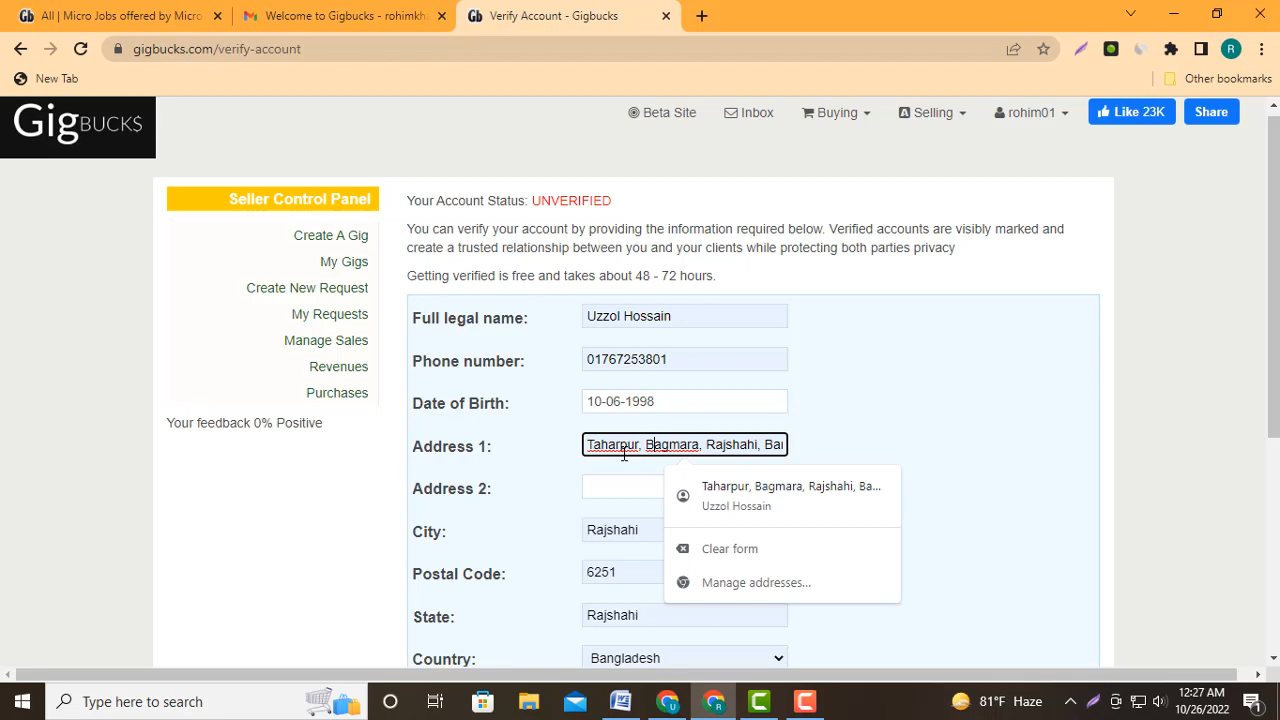 All | Micro Jobs offered by Micro
Welcome to Gigbucks - rohimkh
Verify Account - Gigbucks
gigbucks.com/verify-account
R
New Tab
Other bookmarks
Gig BUCK$
Beta Site
Inbox
Buying
Selling
rohim01
Like 23K
Share
Seller Control Panel
Create A Gig
My Gigs
Create New Request
My Requests
Manage Sales
Revenues
Purchases
Your feedback 0% Positive
Your Account Status: UNVERIFIED
You can verify your account by providing the information required below. Verified accounts are visibly marked and
create a trusted relationship between you and your clients while protecting both parties privacy
Getting verified is free and takes about 48 - 72 hours.
Full legal name: Uzzol Hossain
Phone number: 01767253801
Date of Birth: 10-06-1998
Address 1: Taharpur, Bagmara, Rajshahi, Ban
Address 2:
Taharpur, Bagmara, Rajshahi, Ba...
Uzzol Hossain
Clear form
Manage addresses...
City: Rajshahi
Postal Code: 6251
State: Rajshahi
Country: Bangladesh
Type here to search
81°F Haze
12:27 AM
10/26/2022